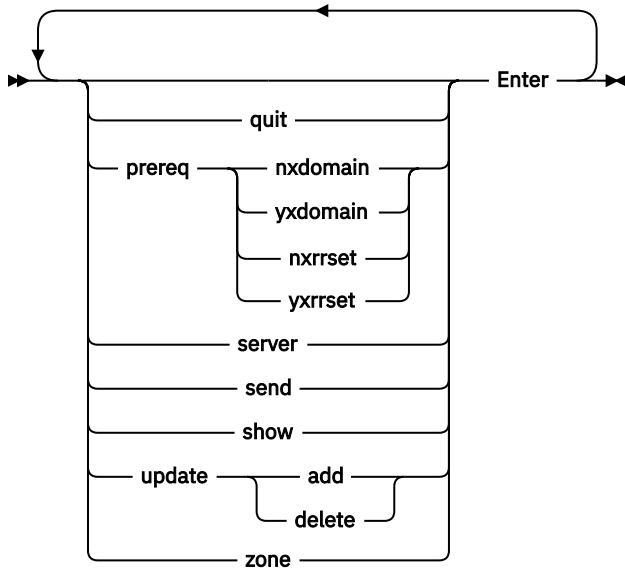 Enter
quit
prereq nxdomain
yxdomain
nxrrset
yxrrset
server
send
show
update add
delete
zone